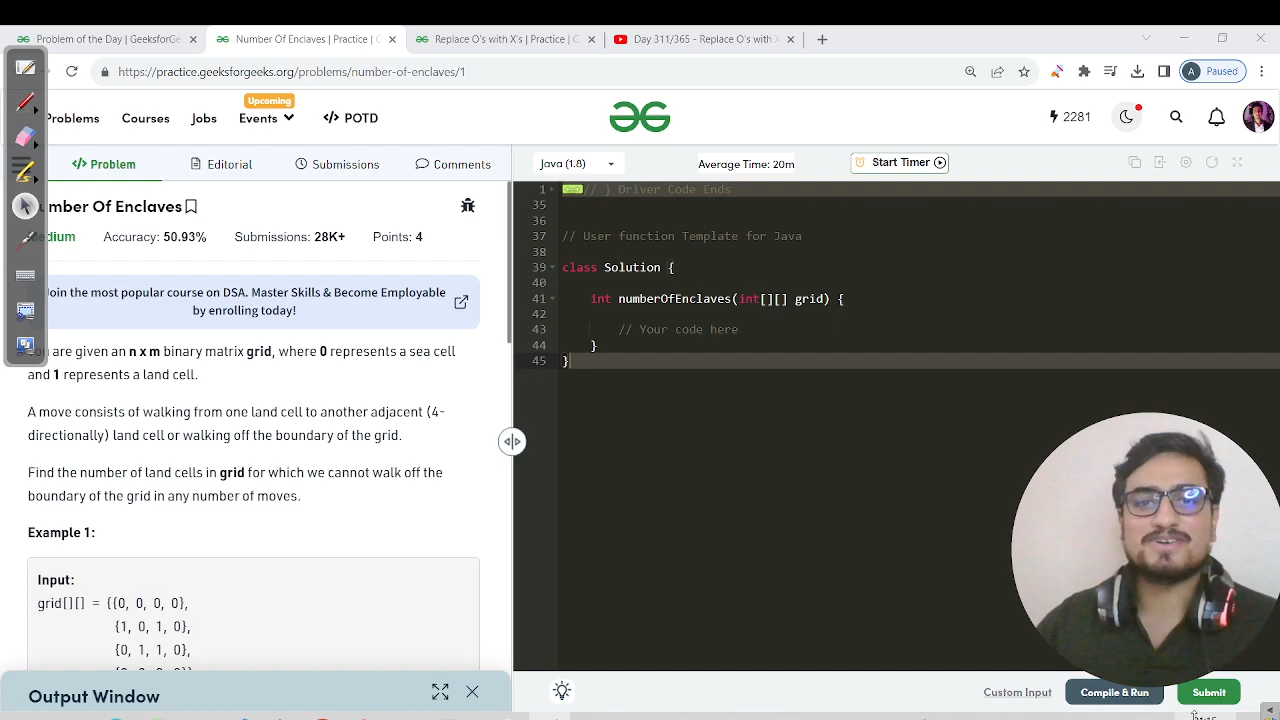 Problem of the Day | GeeksforGe
Number Of Enclaves | Practice |
Replace O's with X's | Practice | G
Day 311/365 - Replace O's with
https://practice.geeksforgeeks.org/problems/number-of-enclaves/1
A Paused
Problems
Courses
Jobs
Upcoming
Events
</> POTD
2281
</> Problem
Editorial
Submissions
Comments
Java (1.8)
Average Time: 20m
Start Timer
mber Of Enclaves
edium
Accuracy: 50.93%
Submissions: 28K+
Points: 4
Join the most popular course on DSA. Master Skills & Become Employable
by enrolling today!
You are given an n x m binary matrix grid, where 0 represents a sea cell
and 1 represents a land cell.
A move consists of walking from one land cell to another adjacent (4-
directionally) land cell or walking off the boundary of the grid.
Find the number of land cells in grid for which we cannot walk off the
boundary of the grid in any number of moves.
Example 1:
Input:
grid[][] = {{0, 0, 0, 0},
{1, 0, 1, 0},
{0, 1, 1, 0},
Output Window
1 // } Driver Code Ends
35
36
37 // User function Template for Java
38
39 class Solution {
40
41 int numberOfEnclaves(int[][] grid) {
42
43 // Your code here
44 }
45 }
Custom Input
Compile & Run
Submit